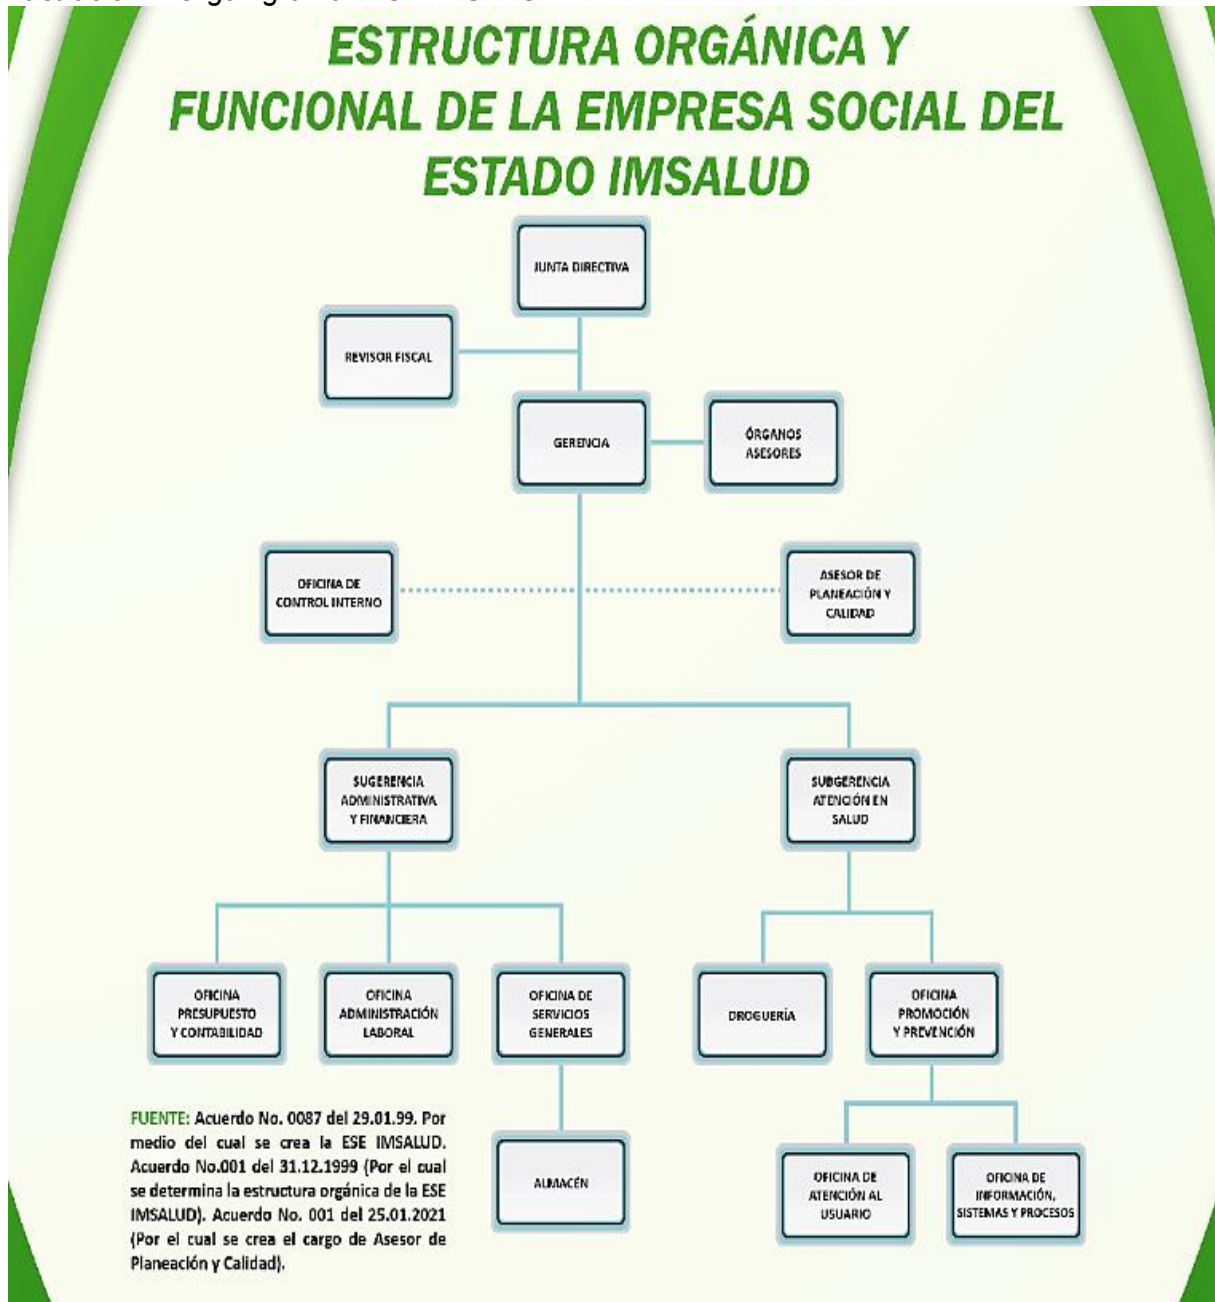 ESTRUCTURA ORGÁNICA Y
FUNCIONAL DE LA EMPRESA SOCIAL DEL
ESTADO IMSALUD
JUNTA DIRECTIVA
REVISOR FISCAL
GERENCIA
ÓRGANOS
ASESORES
OFICINA DE
CONTROL INTERNO
ASESOR DE
PLANEACIÓN Y
CALIDAD
SUGERENCIA
ADMINISTRATIVA
Y FINANCIERA
SUBGERENCIA
ATENCIÓN EN
SALUD
OFICINA
PRESUPUESTO
Y CONTABILIDAD
OFICINA
ADMINISTRACIÓN
LABORAL
OFICINA DE
SERVICIOS
GENERALES
DROGUERÍA
OFICINA
PROMOCIÓN
Y PREVENCIÓN
ALMACÉN
OFICINA DE
ATENCIÓN AL
USUARIO
OFICINA DE
INFORMACIÓN,
SISTEMAS Y PROCESOS
FUENTE: Acuerdo No. 0087 del 29.01.99. Por
medio del cual se crea la ESE IMSALUD.
Acuerdo No.001 del 31.12.1999 (Por el cual
se determina la estructura orgánica de la ESE
IMSALUD). Acuerdo No. 001 del 25.01.2021
(Por el cual se crea el cargo de Asesor de
Planeación y Calidad).